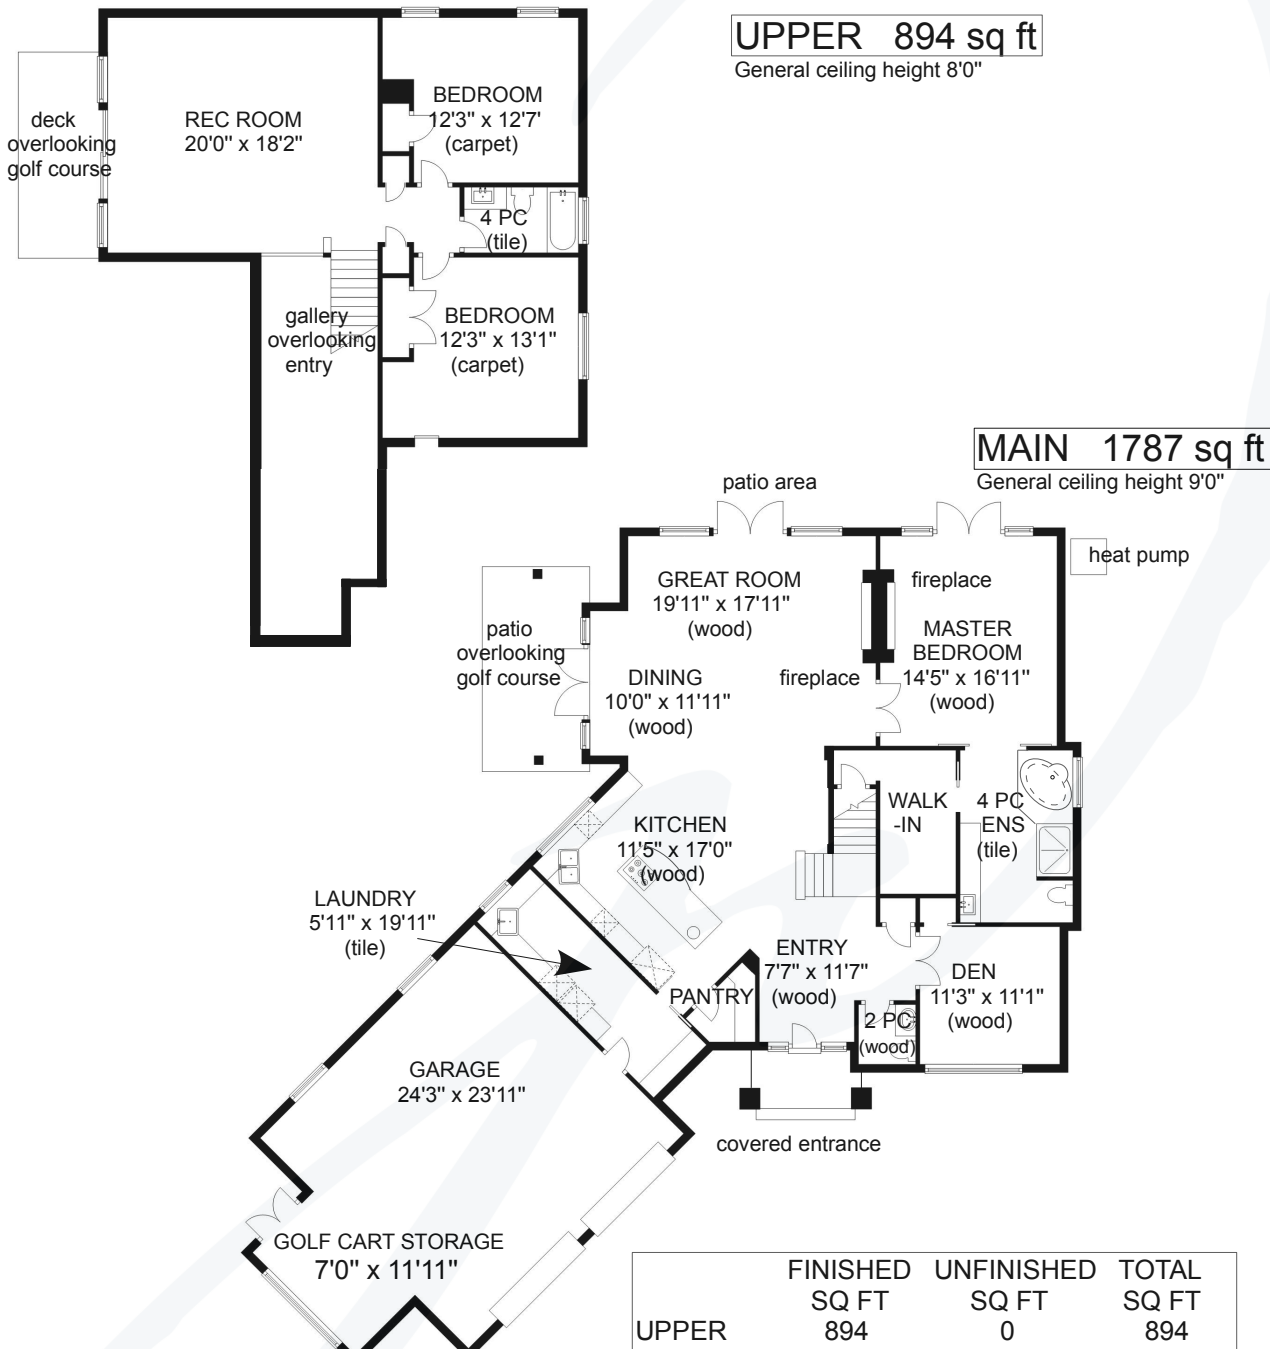 UPPER 894 sq ft
General ceiling height 8'0"
deck
overlooking
golf course
REC ROOM
20'0" x 18'2"
BEDROOM
12'3" x 12'7'
(carpet)
4 PC
(tile)
gallery
overlooking
entry
BEDROOM
12'3" x 13'1"
(carpet)
MAIN 1787 sq ft
General ceiling height 9'0"
patio area
heat pump
GREAT ROOM
19'11" x 17'11"
(wood)
fireplace
patio
overlooking
golf course
MASTER
BEDROOM
14'5" x 16'11"
(wood)
DINING
10'0" x 11'11"
(wood)
fireplace
WALK
-IN
4 PC
ENS
(tile)
KITCHEN
11'5" x 17'0"
(wood)
LAUNDRY
5'11" x 19'11"
(tile)
ENTRY
7'7" x 11'7"
(wood)
DEN
11'3" x 11'1"
(wood)
PANTRY
2 PC
(wood)
GARAGE
24'3" x 23'11"
covered entrance
GOLF CART STORAGE
7'0" x 11'11"
FINISHED UNFINISHED TOTAL
SQ FT SQ FT SQ FT
UPPER 894 0 894